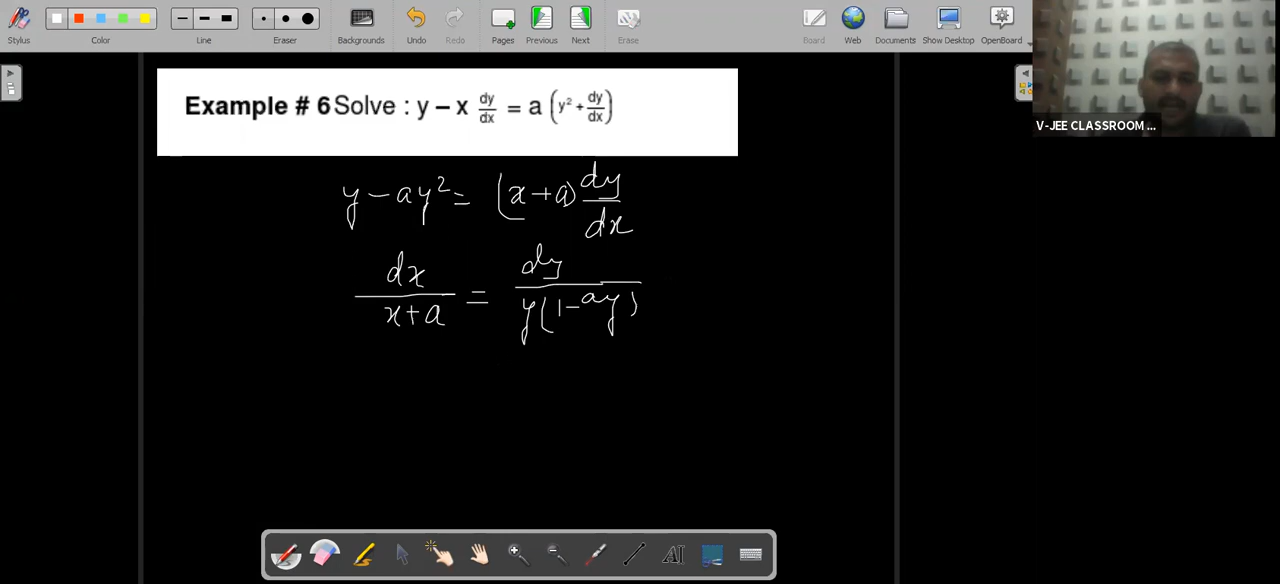 Stylus Color Line Eraser Backgrounds Undo Redo Pages Previous Next Erase Board Web Documents Show Desktop OpenBoard
V-JEE CLASSROOM ...
Example # 6 Solve : y – x dy/dx = a (y² + dy/dx)
y – ay² = (x + a) dy/dx
dx/(x + a) = dy/(y(1 – ay))